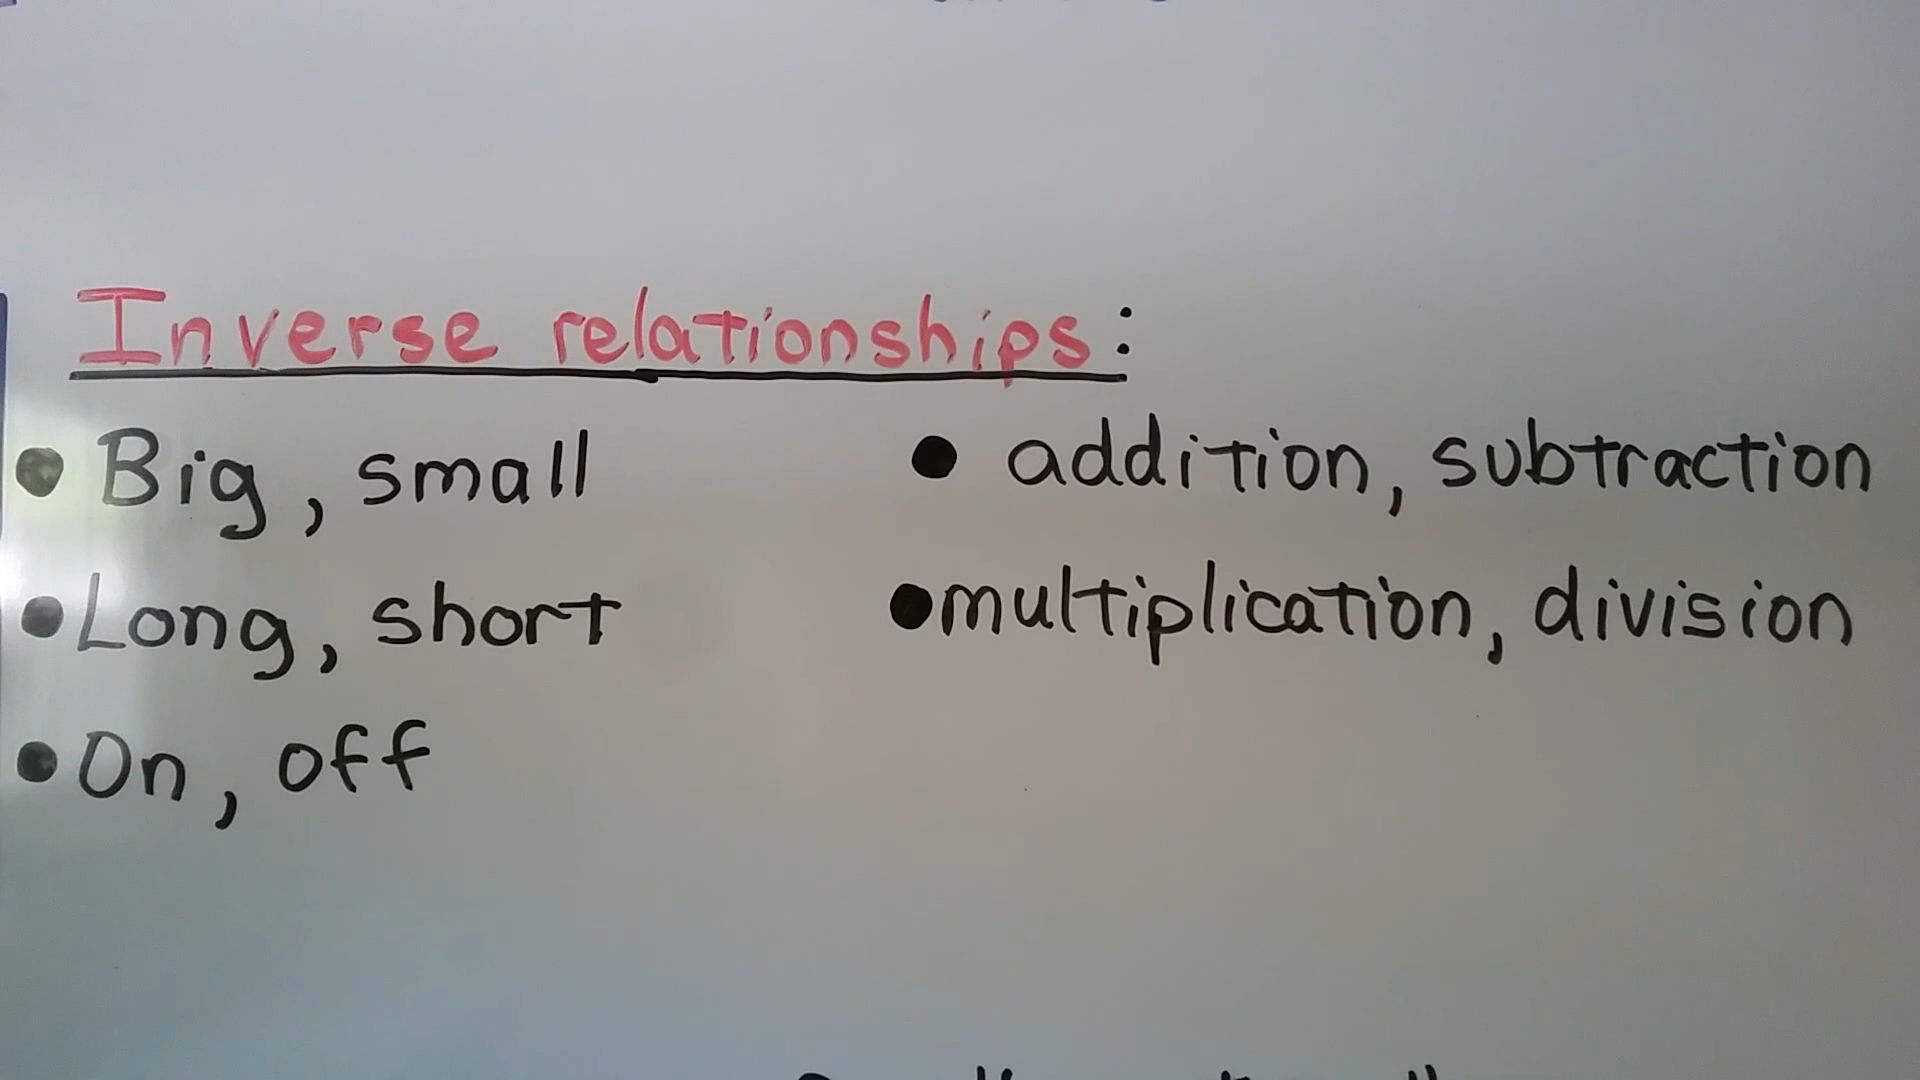 Inverse relationships:
• Big, small
• Long, short
• On, off
• addition, subtraction
• multiplication, division